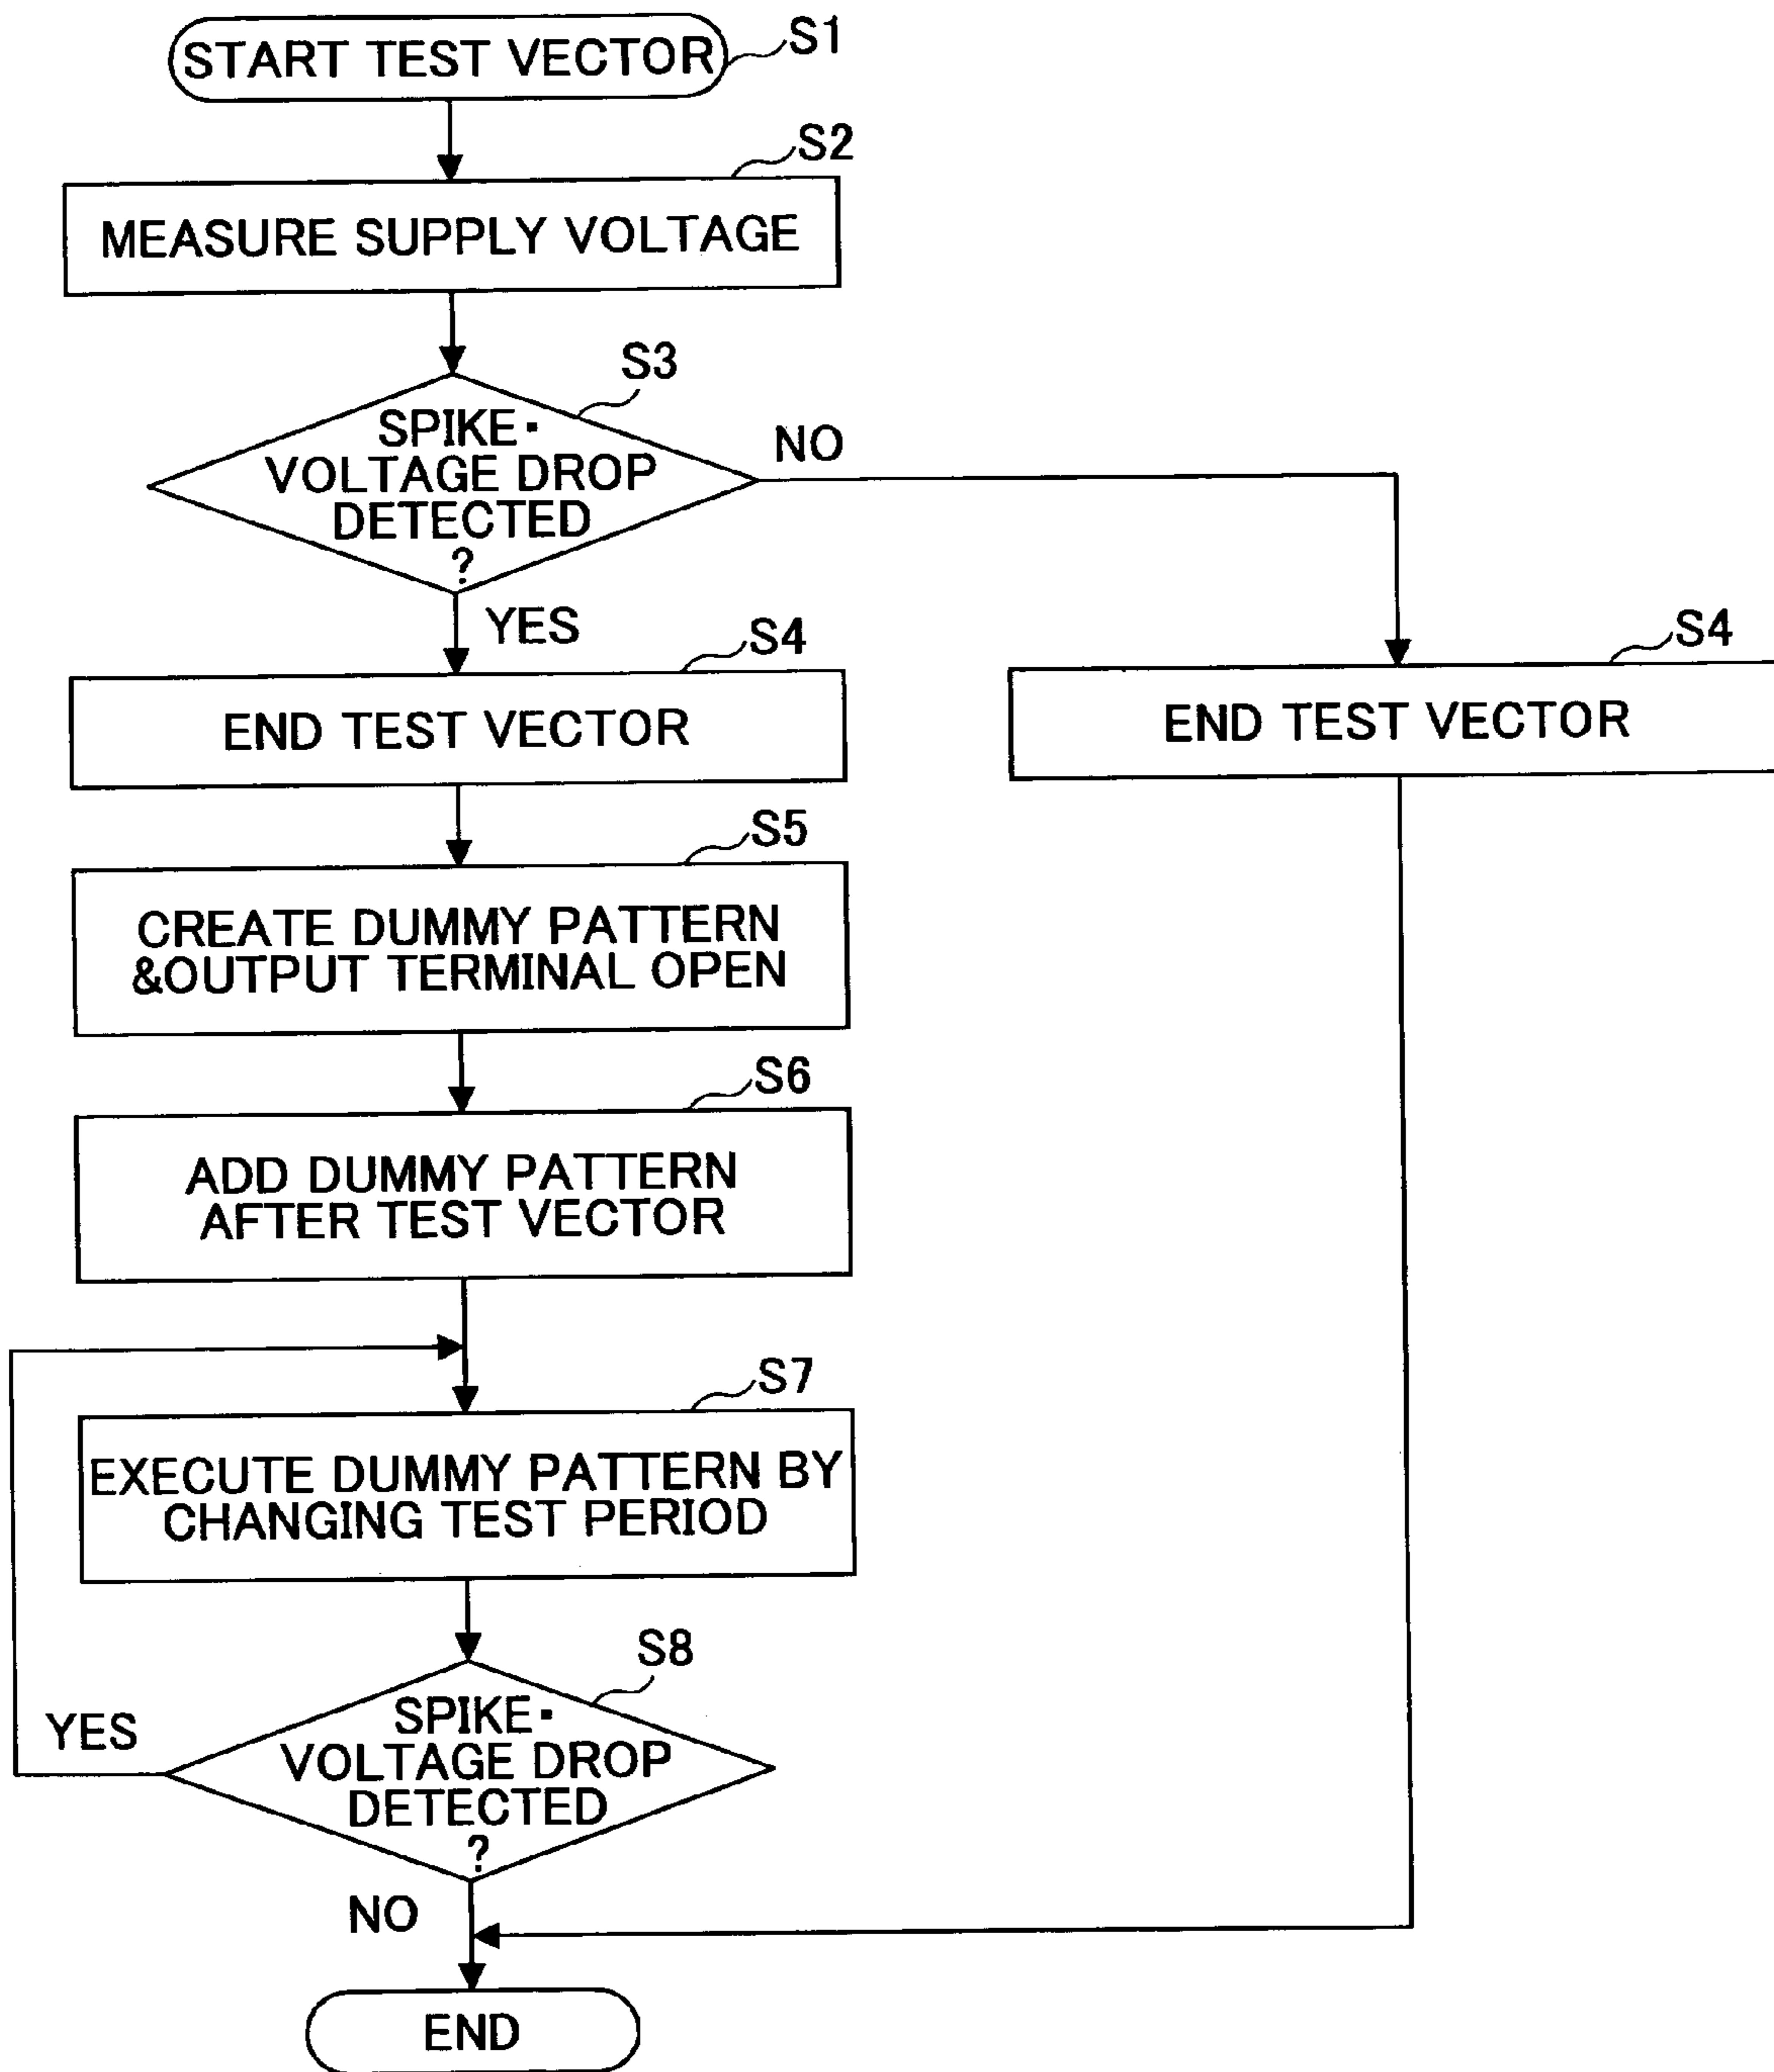 START TEST VECTOR
S1
S2
MEASURE SUPPLY VOLTAGE
S3
SPIKE·
VOLTAGE DROP
DETECTED
?
NO
YES
S4
END TEST VECTOR
S4
END TEST VECTOR
S5
CREATE DUMMY PATTERN
&OUTPUT TERMINAL OPEN
S6
ADD DUMMY PATTERN
AFTER TEST VECTOR
S7
EXECUTE DUMMY PATTERN BY
CHANGING TEST PERIOD
S8
SPIKE·
VOLTAGE DROP
DETECTED
?
YES
NO
END